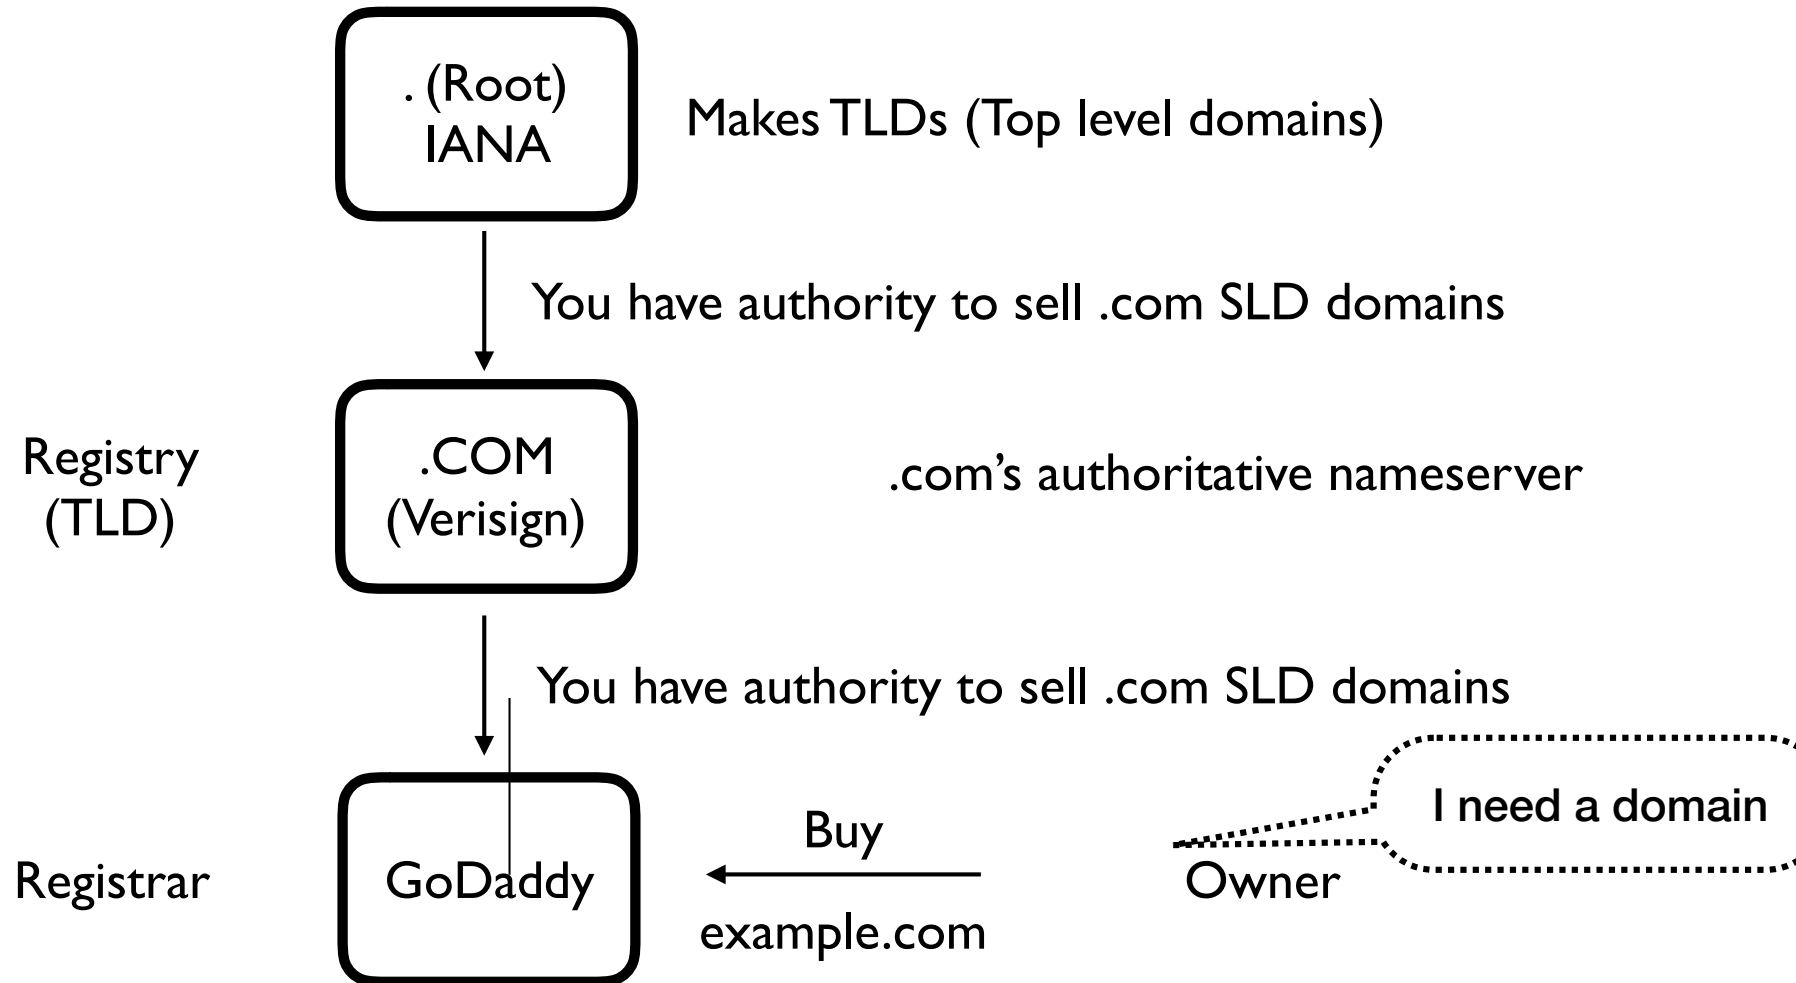 . (Root)
IANA
Makes TLDs (Top level domains)
You have authority to sell .com SLD domains
Registry
(TLD)
.COM
(Verisign)
.com’s authoritative nameserver
You have authority to sell .com SLD domains
I need a domain
Registrar
GoDaddy
Buy
example.com
Owner